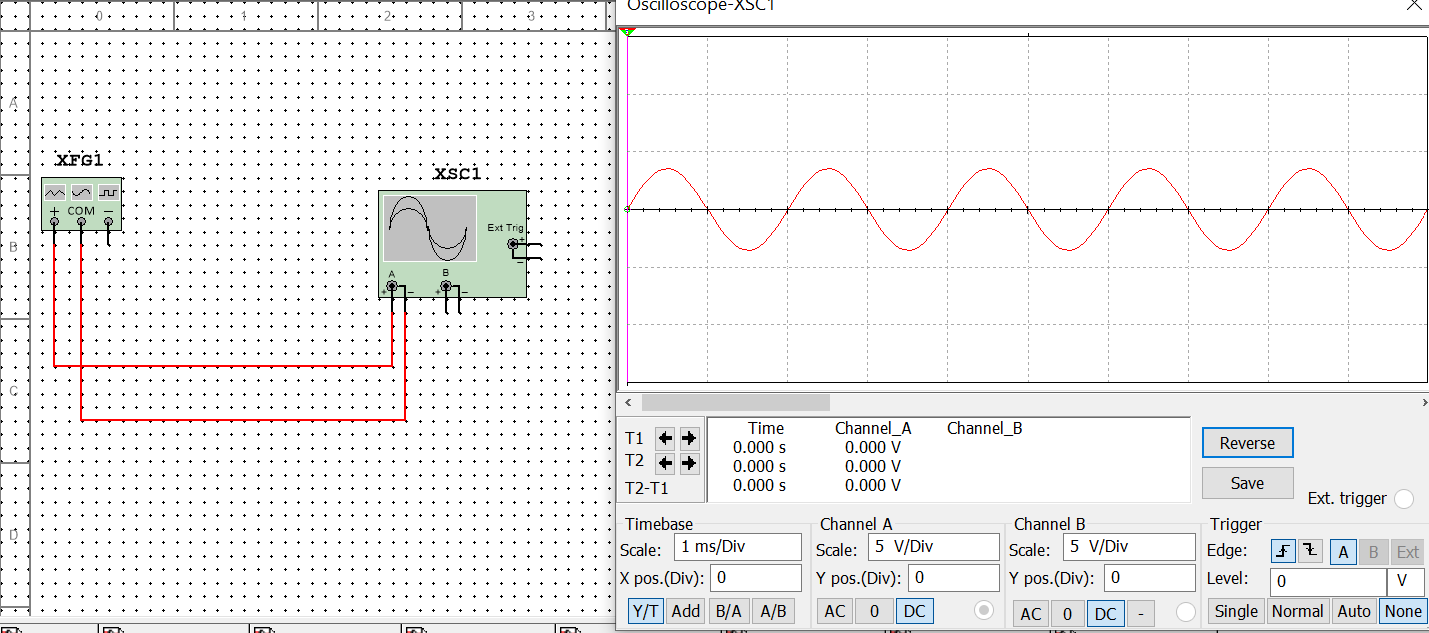 Oscilloscope-XSC1
0 1 2 3
A
B
C
D
XFG1
+ COM −
XSC1
Ext Trig
+
−
A B
+ − + −
Time Channel_A Channel_B
T1 0.000 s 0.000 V
T2 0.000 s 0.000 V
T2-T1 0.000 s 0.000 V
Reverse
Save
Ext. trigger
Timebase
Scale: 1 ms/Div
X pos.(Div): 0
Y/T Add B/A A/B
Channel A
Scale: 5 V/Div
Y pos.(Div): 0
AC 0 DC
Channel B
Scale: 5 V/Div
Y pos.(Div): 0
AC 0 DC -
Trigger
Edge: A B Ext
Level: 0 V
Single Normal Auto None